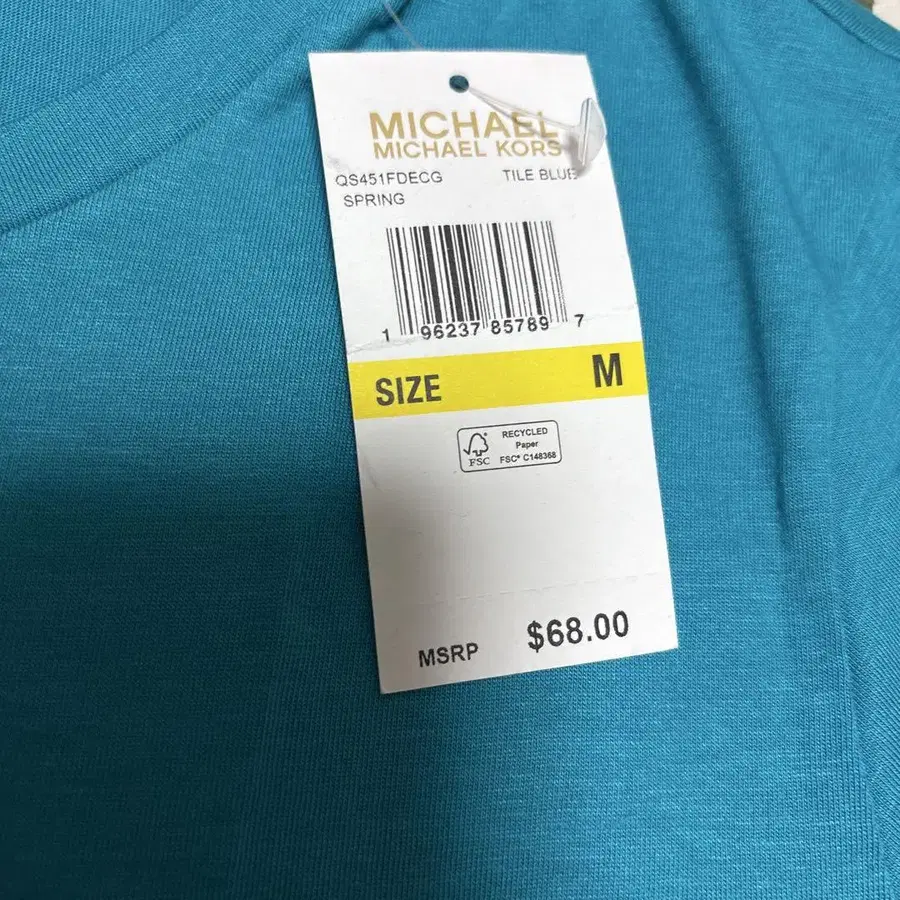 MICHAEL
MICHAEL KORS
QS451FDECG TILE BLUE
SPRING
1 96237 85789 7
SIZE M
FSC
RECYCLED
Paper
FSC® C148368
MSRP $68.00